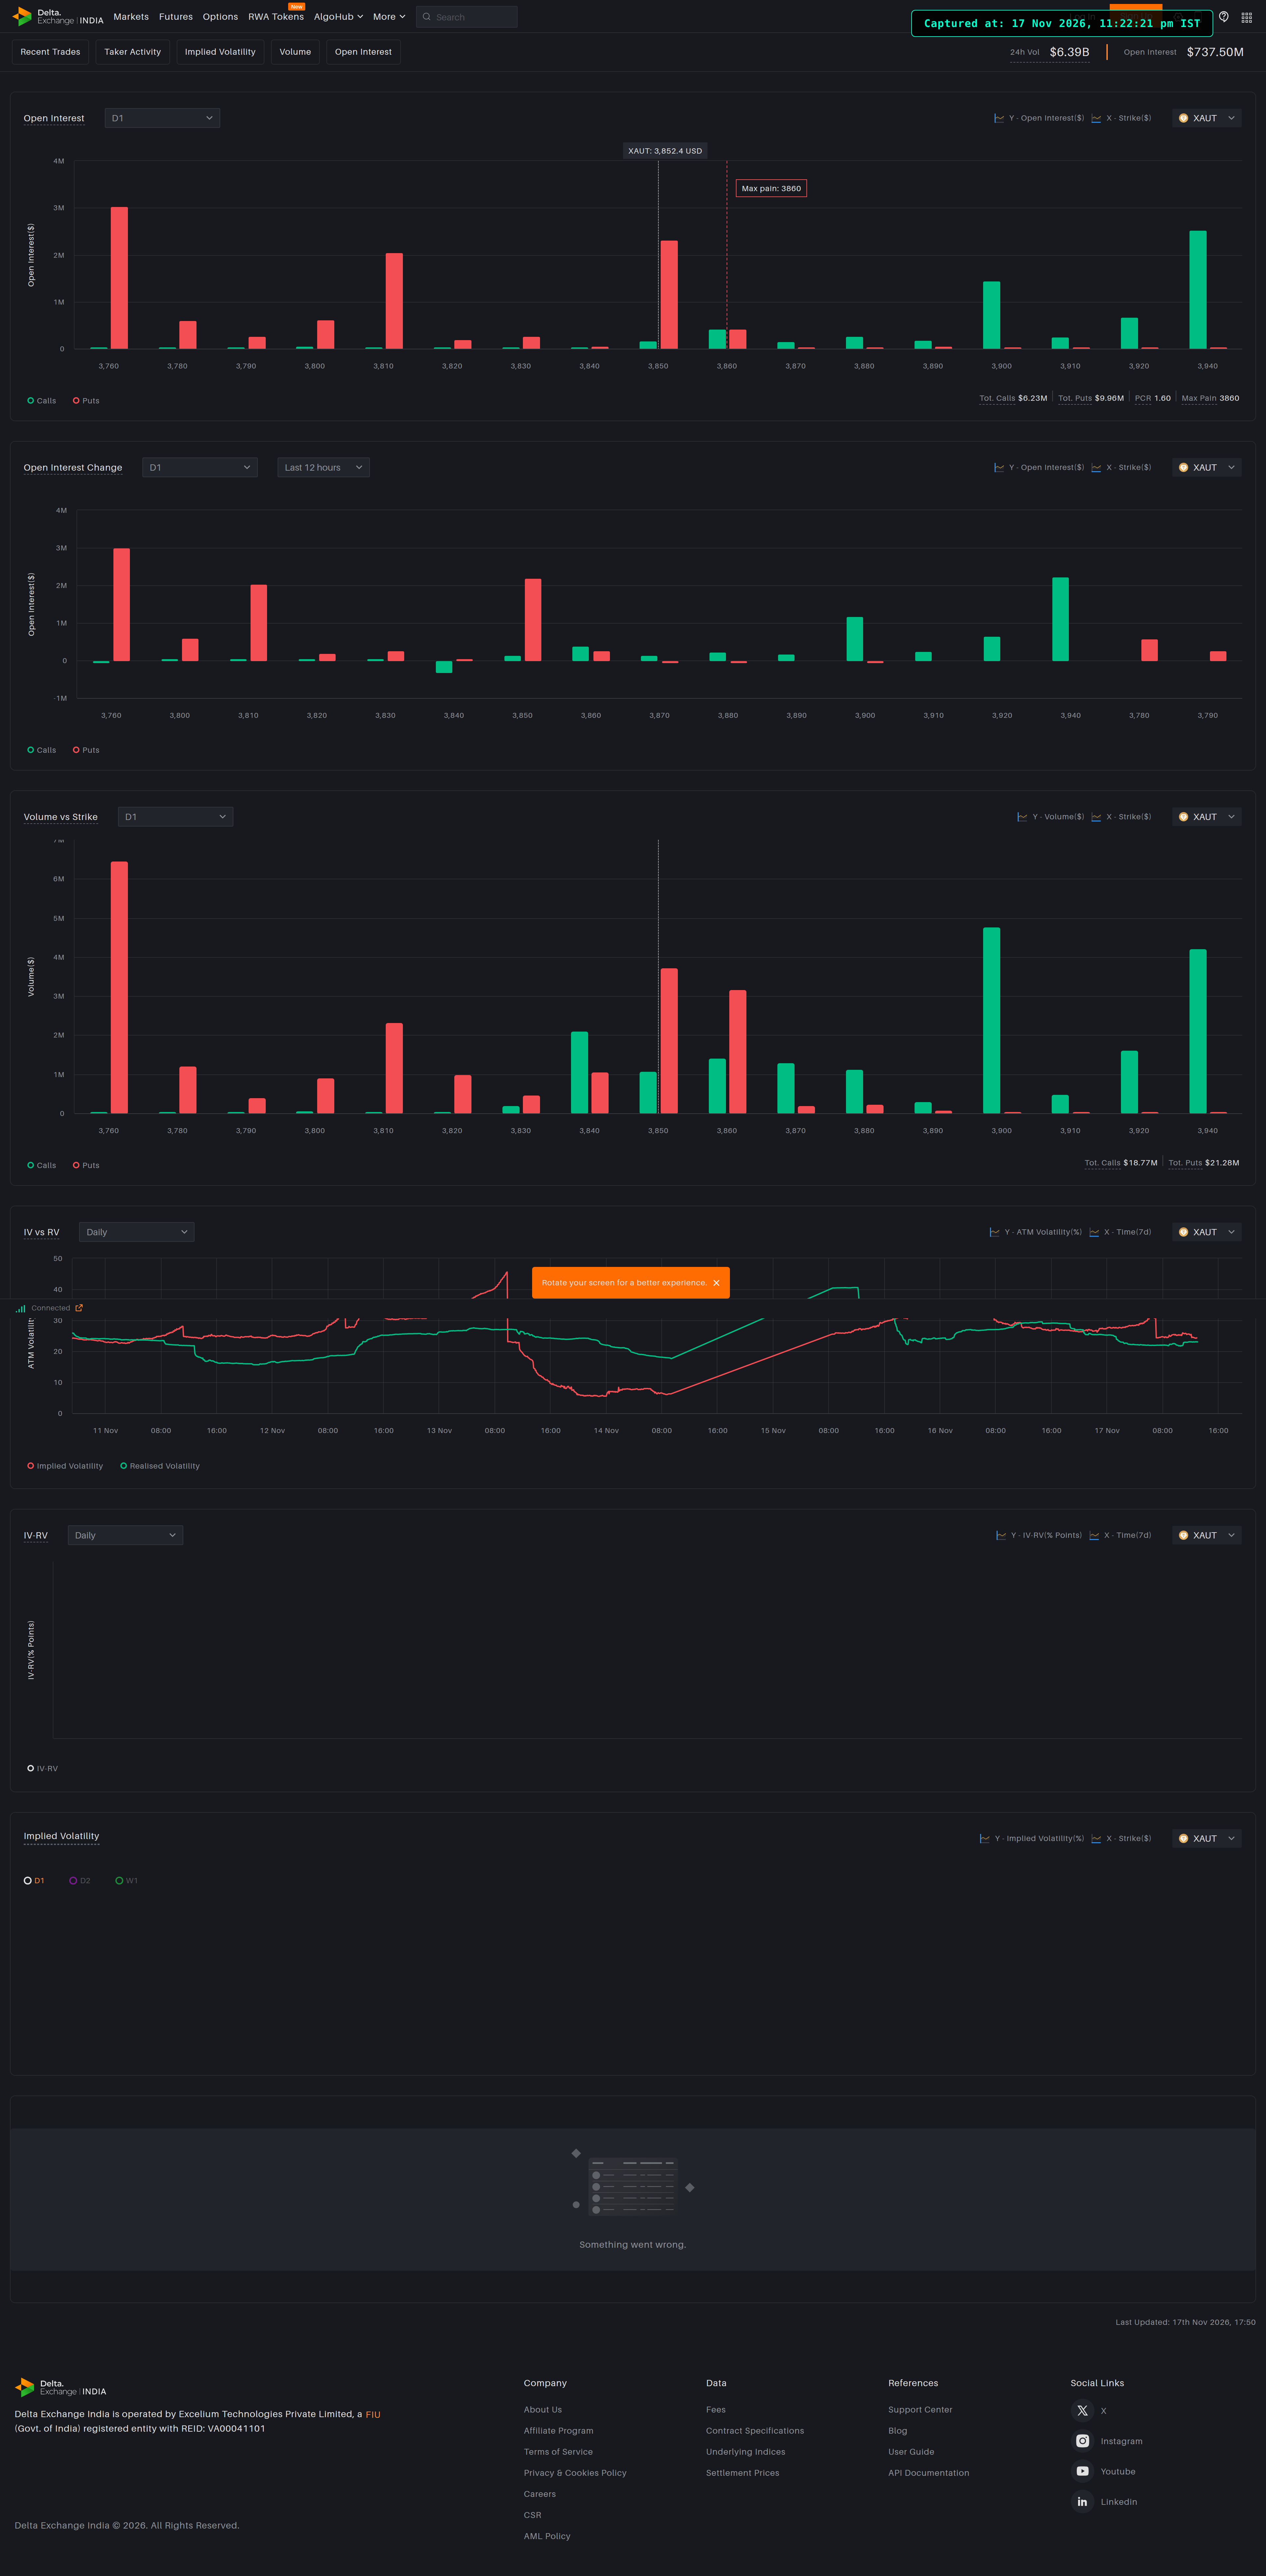 Delta. Exchange | INDIA Markets Futures Options RWA Tokens New AlgoHub More Search
Captured at: 17 Nov 2026, 11:22:21 pm IST
Recent Trades Taker Activity Implied Volatility Volume Open Interest
24h Vol $6.39B Open Interest $737.50M
Open Interest D1 Y - Open Interest($) X - Strike($) XAUT
XAUT: 3,852.4 USD
Max pain: 3860
Open Interest($)
4M
3M
2M
1M
0
3,760 3,780 3,790 3,800 3,810 3,820 3,830 3,840 3,850 3,860 3,870 3,880 3,890 3,900 3,910 3,920 3,940
Calls Puts
Tot. Calls $6.23M Tot. Puts $9.96M PCR 1.60 Max Pain 3860
Open Interest Change D1 Last 12 hours Y - Open Interest($) X - Strike($) XAUT
Open Interest($)
4M
3M
2M
1M
0
-1M
3,760 3,800 3,810 3,820 3,830 3,840 3,850 3,860 3,870 3,880 3,890 3,900 3,910 3,920 3,940 3,780 3,790
Calls Puts
Volume vs Strike D1 Y - Volume($) X - Strike($) XAUT
Volume($)
7M
6M
5M
4M
3M
2M
1M
0
3,760 3,780 3,790 3,800 3,810 3,820 3,830 3,840 3,850 3,860 3,870 3,880 3,890 3,900 3,910 3,920 3,940
Calls Puts
Tot. Calls $18.77M Tot. Puts $21.28M
IV vs RV Daily Y - ATM Volatility(%) X - Time(7d) XAUT
50
Rotate your screen for a better experience.
40
Connected
ATM Volatility
30
20
10
0
11 Nov 08:00 16:00 12 Nov 08:00 16:00 13 Nov 08:00 16:00 14 Nov 08:00 16:00 15 Nov 08:00 16:00 16 Nov 08:00 16:00 17 Nov 08:00 16:00
Implied Volatility Realised Volatility
IV-RV Daily Y - IV-RV(% Points) X - Time(7d) XAUT
IV-RV(% Points)
IV-RV
Implied Volatility Y - Implied Volatility(%) X - Strike($) XAUT
D1 D2 W1
Something went wrong.
Last Updated: 17th Nov 2026, 17:50
Delta. Exchange | INDIA
Delta Exchange India is operated by Excelium Technologies Private Limited, a FIU
(Govt. of India) registered entity with REID: VA00041101
Delta Exchange India © 2026. All Rights Reserved.
Company
About Us
Affiliate Program
Terms of Service
Privacy & Cookies Policy
Careers
CSR
AML Policy
Data
Fees
Contract Specifications
Underlying Indices
Settlement Prices
References
Support Center
Blog
User Guide
API Documentation
Social Links
X
Instagram
Youtube
Linkedin